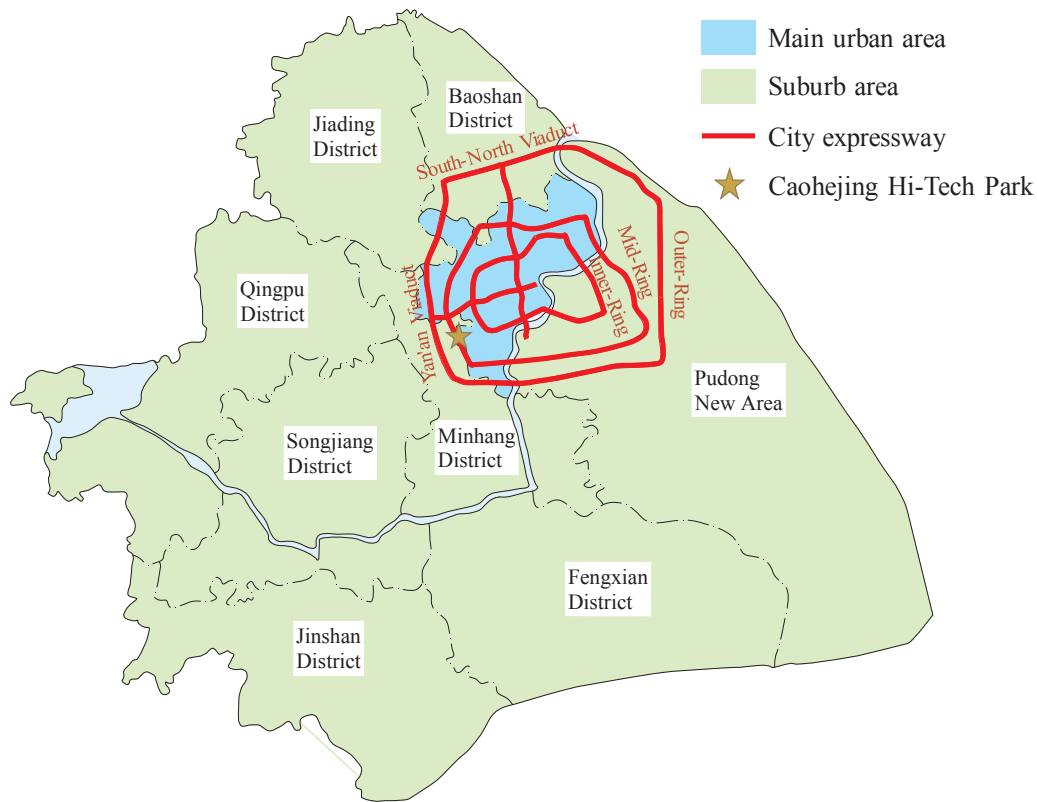 Main urban area
Suburb area
City expressway
Caohejing Hi-Tech Park
Baoshan
District
Jiading
District
South-North Viaduct
Outer-Ring
Mid-Ring
Inner-Ring
Yan'an Viaduct
Qingpu
District
Pudong
New Area
Songjiang
District
Minhang
District
Fengxian
District
Jinshan
District